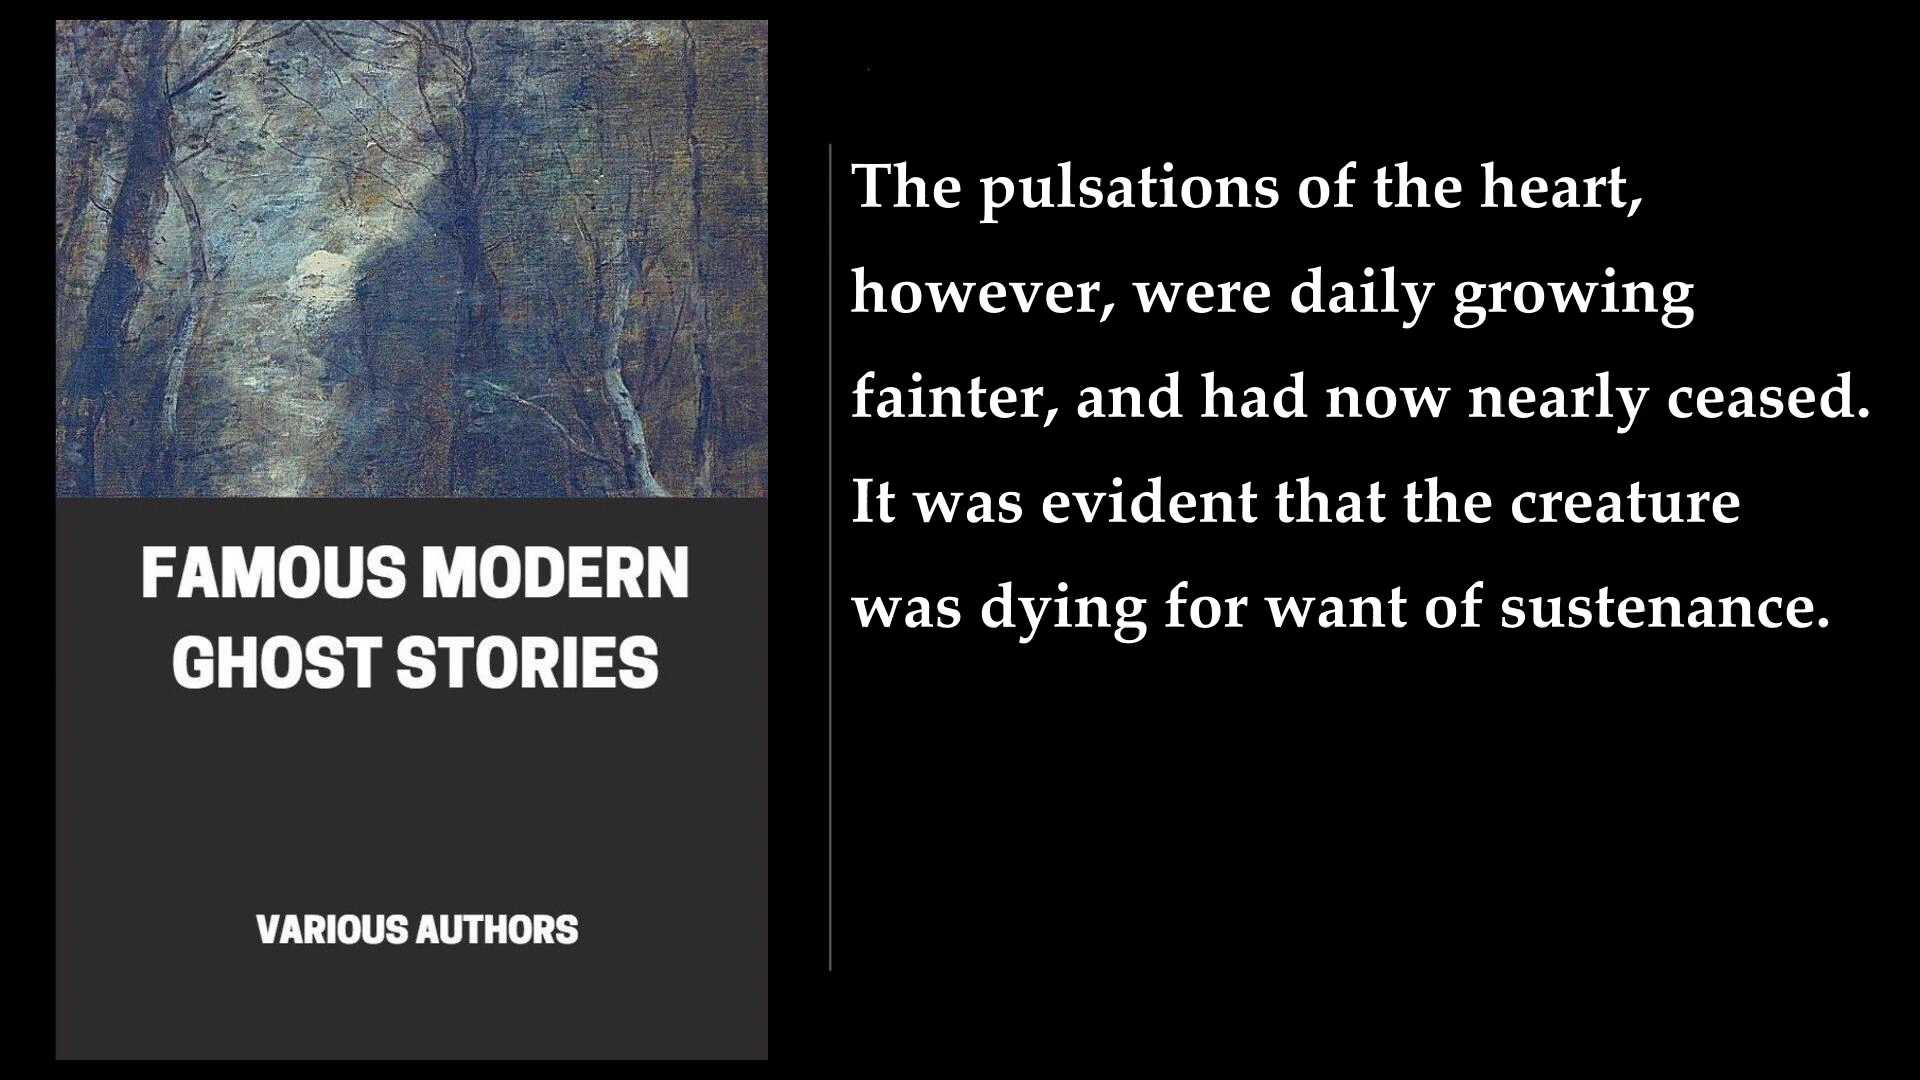 FAMOUS MODERN
GHOST STORIES
VARIOUS AUTHORS
The pulsations of the heart,
however, were daily growing
fainter, and had now nearly ceased.
It was evident that the creature
was dying for want of sustenance.